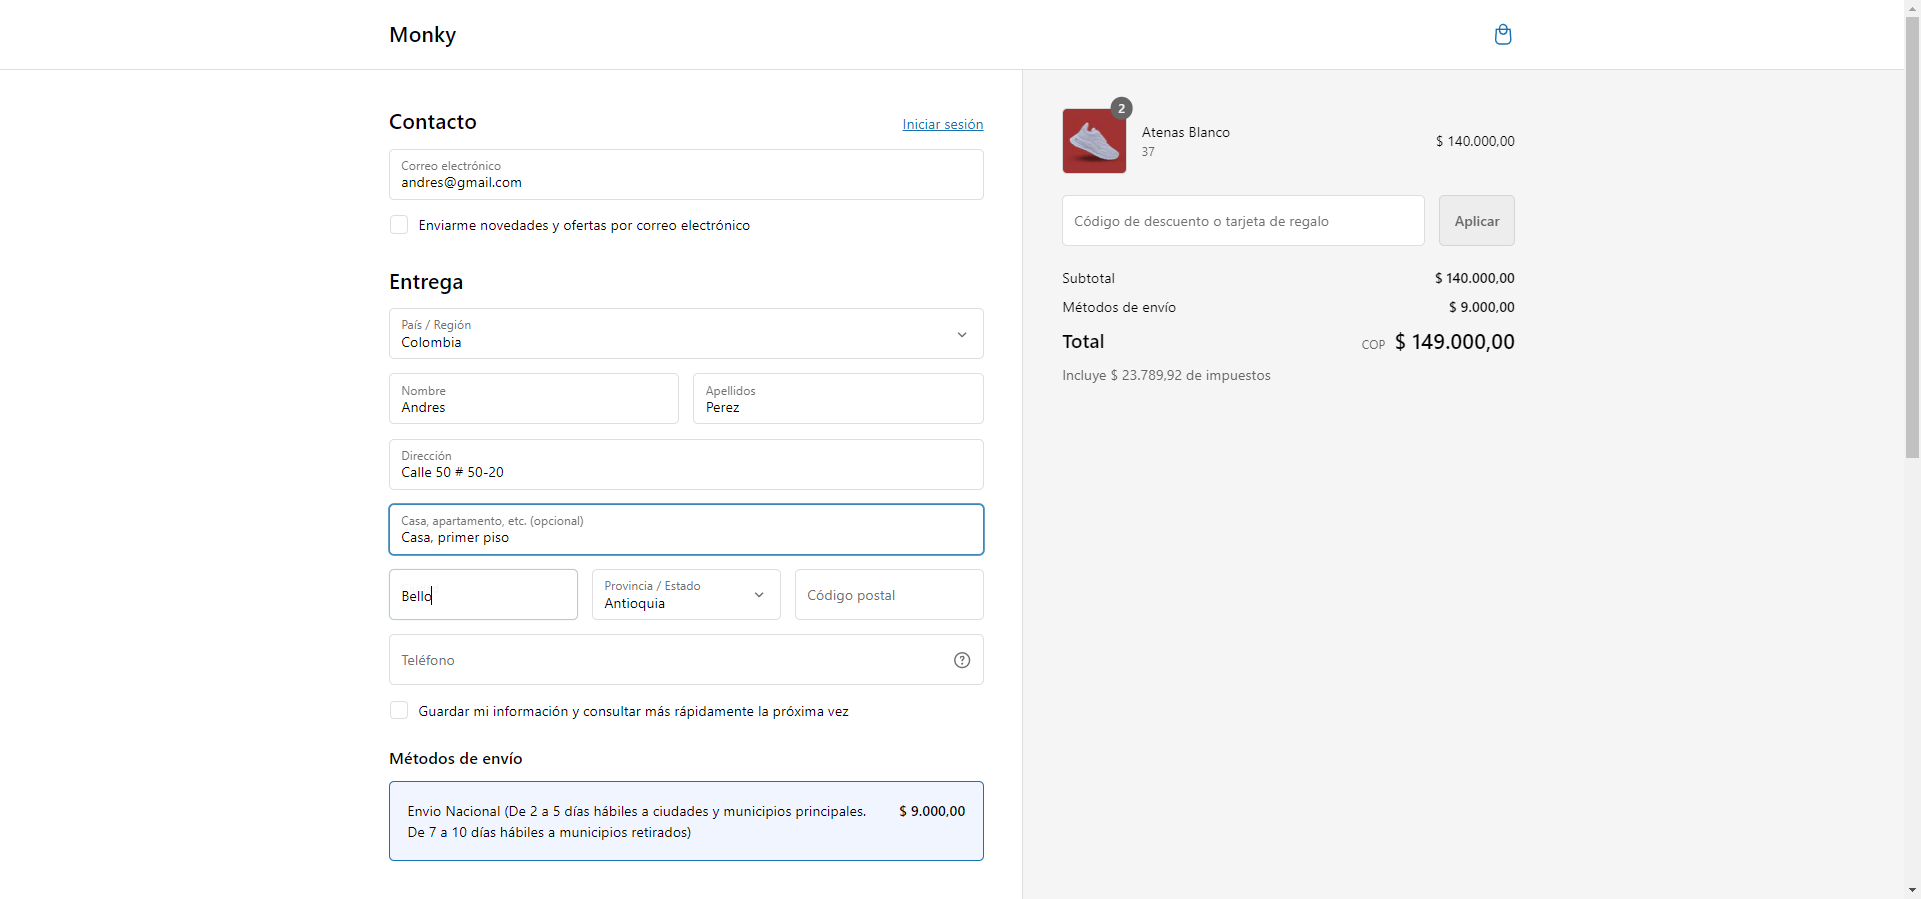 Monky
Contacto
Iniciar sesión
Correo electrónico
andres@gmail.com
Enviarme novedades y ofertas por correo electrónico
Entrega
País / Región
Colombia
Nombre
Andres
Apellidos
Perez
Dirección
Calle 50 # 50-20
Casa, apartamento, etc. (opcional)
Casa, primer piso
Bello
Provincia / Estado
Antioquia
Código postal
Teléfono
Guardar mi información y consultar más rápidamente la próxima vez
Métodos de envío
Envio Nacional (De 2 a 5 días hábiles a ciudades y municipios principales.
De 7 a 10 días hábiles a municipios retirados)
$ 9.000,00
2
Atenas Blanco
37
$ 140.000,00
Código de descuento o tarjeta de regalo
Aplicar
Subtotal $ 140.000,00
Métodos de envío $ 9.000,00
Total COP $ 149.000,00
Incluye $ 23.789,92 de impuestos